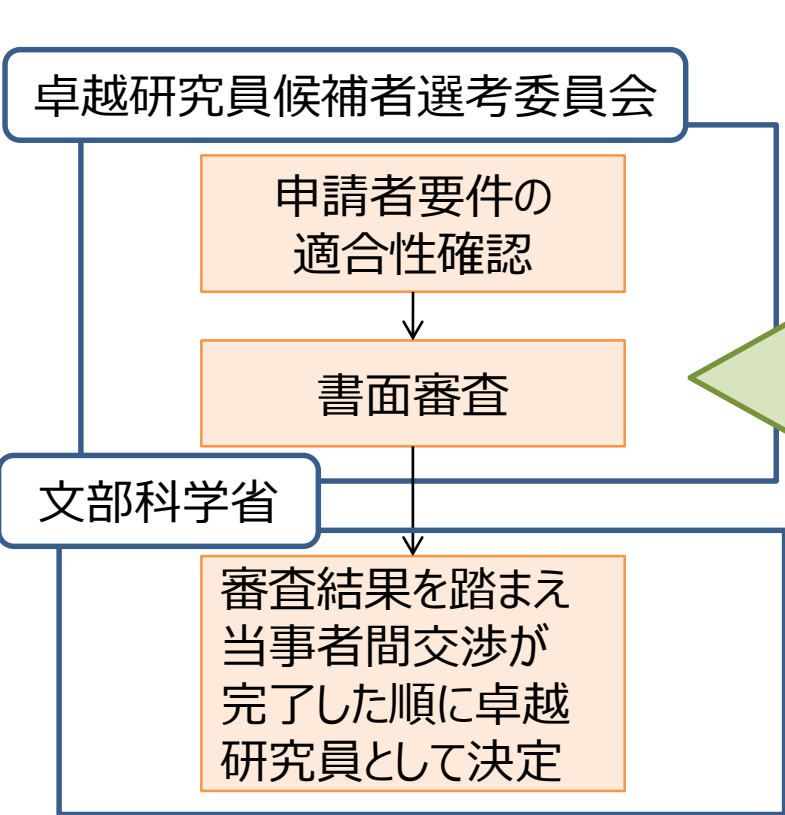 卓越研究員候補者選考委員会
申請者要件の
適合性確認
書面審査
文部科学省
審査結果を踏まえ
当事者間交渉が
完了した順に卓越
研究員として決定